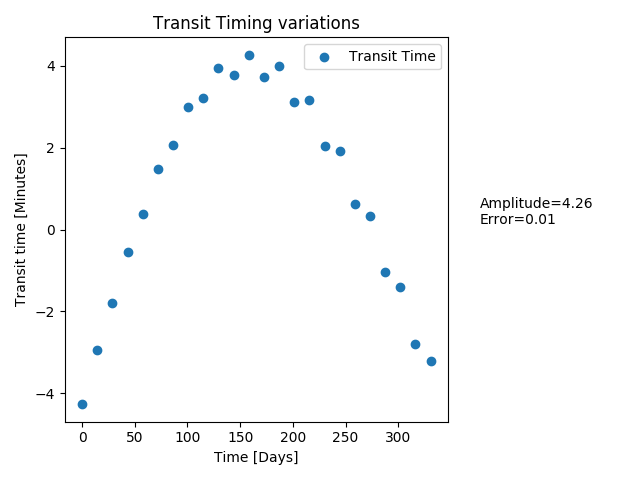 Transit Timing variations
Transit Time
Transit time [Minutes]
4
2
0
−2
−4
0 50 100 150 200 250 300
Time [Days]
Amplitude=4.26
Error=0.01